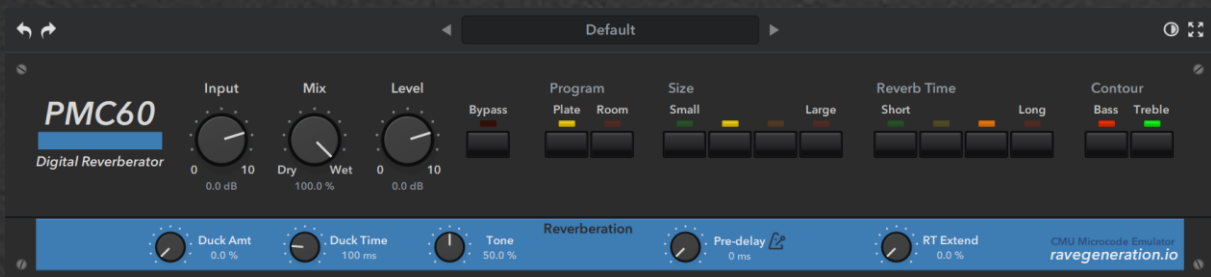 Default
Input Mix Level Program Size Reverb Time Contour
PMC60
Bypass Plate Room Small Large Short Long Bass Treble
Digital Reverberator
0 10 Dry Wet 0 10
0.0 dB 100.0 % 0.0 dB
Reverberation
Duck Amt Duck Time Tone Pre-delay RT Extend CMU Microcode Emulator
0.0 % 100 ms 50.0 % 0 ms 0.0 % ravegeneration.io